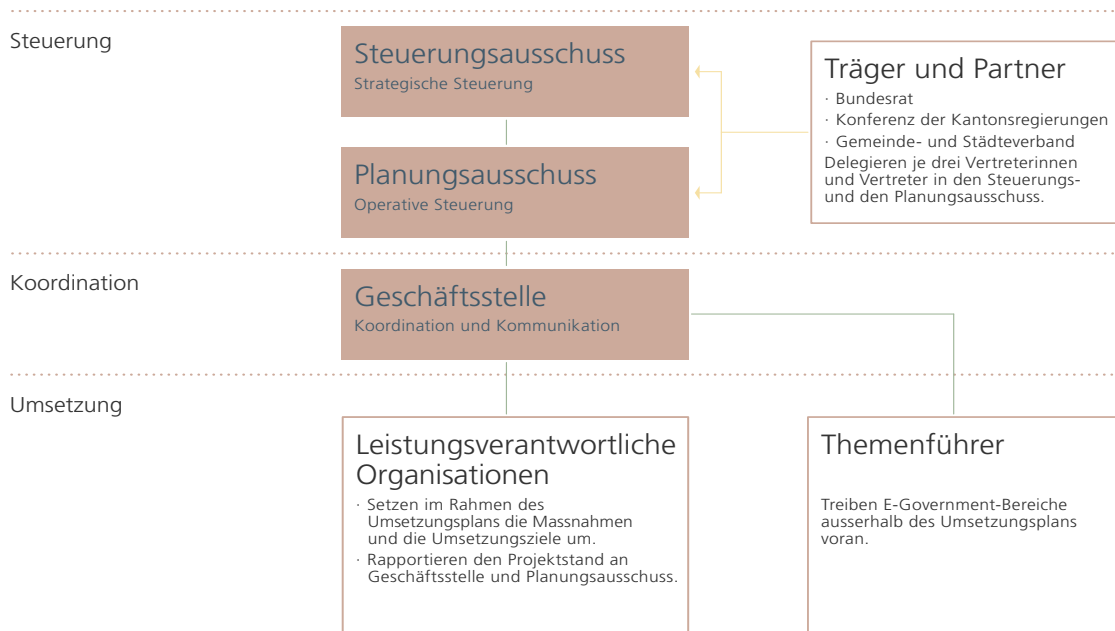 Steuerung
Steuerungsausschuss
Strategische Steuerung
Planungsausschuss
Operative Steuerung
Träger und Partner
· Bundesrat
· Konferenz der Kantonsregierungen
· Gemeinde- und Städteverband
Delegieren je drei Vertreterinnen
und Vertreter in den Steuerungs-
und den Planungsausschuss.
Koordination
Geschäftsstelle
Koordination und Kommunikation
Umsetzung
Leistungsverantwortliche
Organisationen
· Setzen im Rahmen des
Umsetzungsplans die Massnahmen
und die Umsetzungsziele um.
· Rapportieren den Projektstand an
Geschäftsstelle und Planungsausschuss.
Themenführer
Treiben E-Government-Bereiche
ausserhalb des Umsetzungsplans
voran.